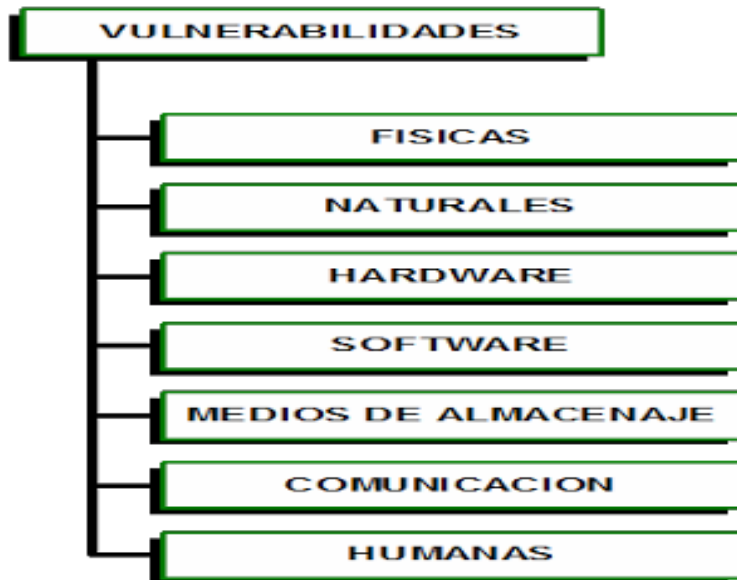 VULNERABILIDADES
FISICAS
NATURALES
HARDWARE
SOFTWARE
MEDIOS DE ALMACENAJE
COMUNICACION
HUMANAS